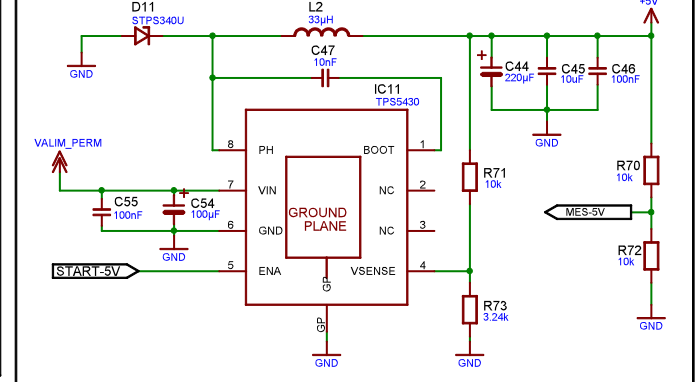 D11
STPS340U
L2
33µH
+5V
GND
C47
10nF
C44
220µF
C45
10uF
C46
100nF
IC11
TPS5430
GND
VALIM_PERM
8
PH
BOOT
1
R71
10k
R70
10k
C55
100nF
C54
100µF
7
VIN
NC
2
GROUND
PLANE
MES-5V
6
GND
NC
3
GND
START-5V
5
ENA
VSENSE
4
R72
10k
GP
R73
3.24k
GP
GND
GND
GND